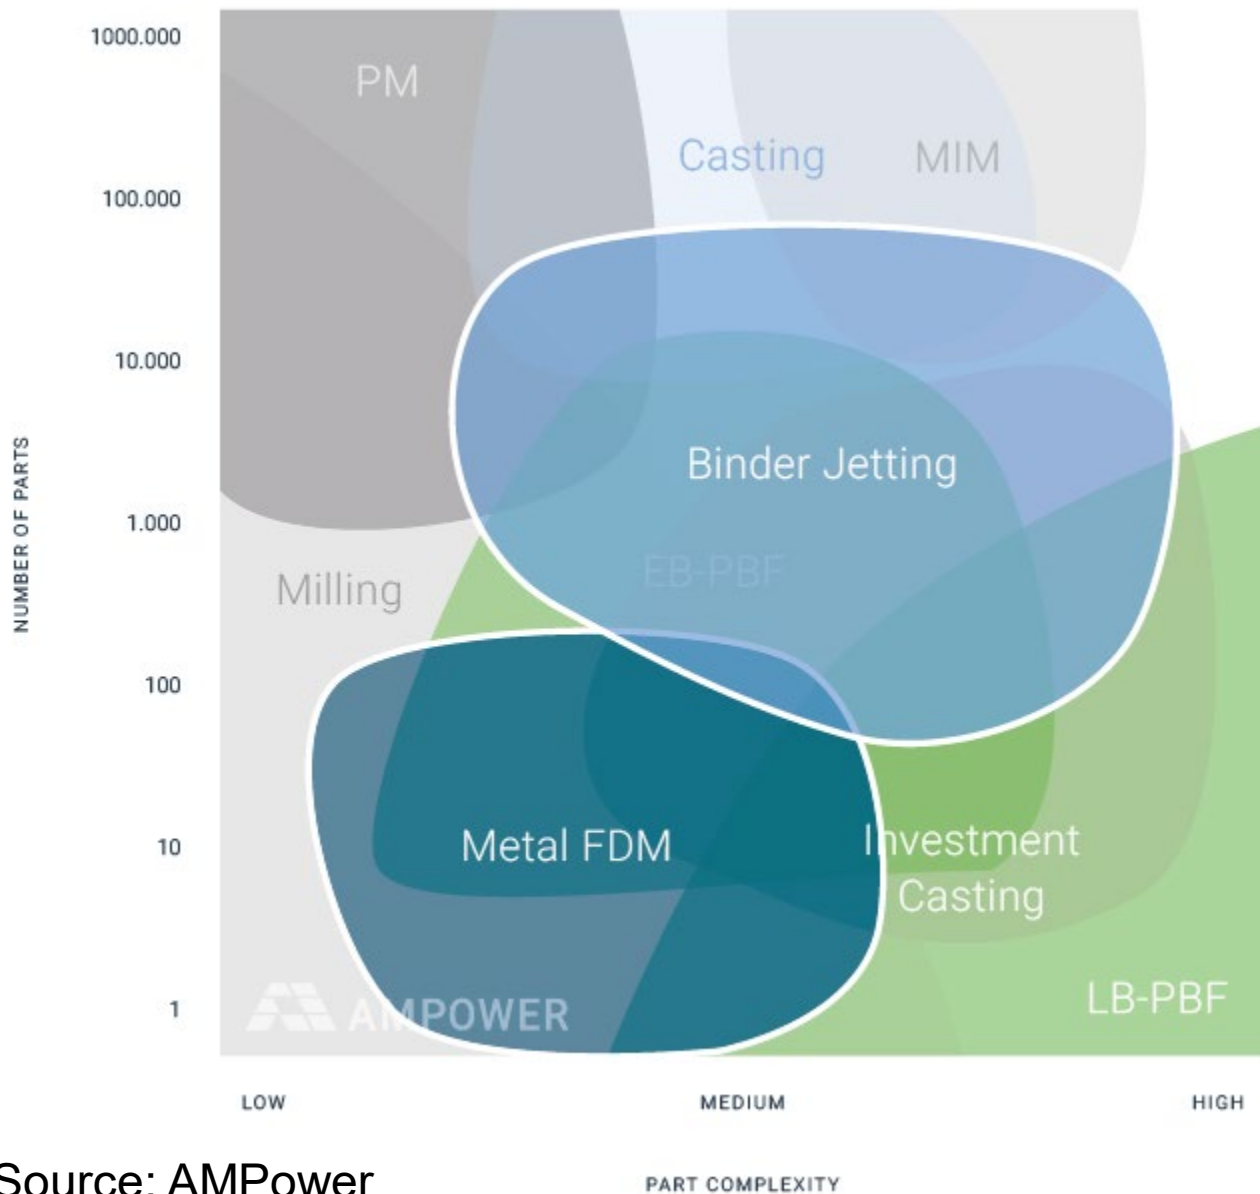 1000.000
PM
Casting
MIM
100.000
10.000
Binder Jetting
1.000
EB-PBF
Milling
100
NUMBER OF PARTS
Metal FDM
Investment
Casting
10
LB-PBF
1
AMPOWER
LOW
MEDIUM
HIGH
PART COMPLEXITY
Source: AMPower